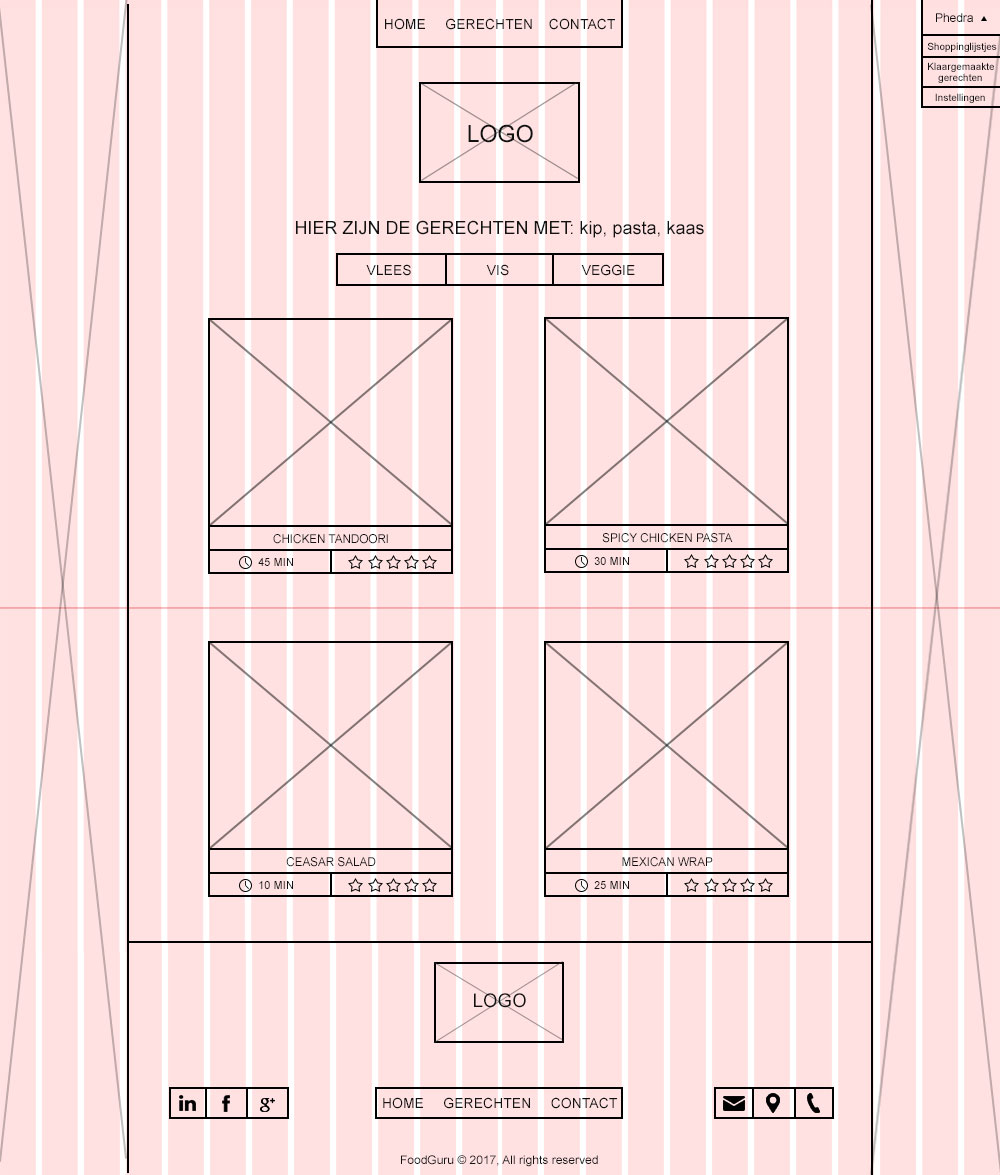 HOME GERECHTEN CONTACT
Phedra ▲
Shoppinglijstjes
Klaargemaakte
gerechten
Instellingen
LOGO
HIER ZIJN DE GERECHTEN MET: kip, pasta, kaas
VLEES VIS VEGGIE
CHICKEN TANDOORI
45 MIN
SPICY CHICKEN PASTA
30 MIN
CEASAR SALAD
10 MIN
MEXICAN WRAP
25 MIN
LOGO
in f g+
HOME GERECHTEN CONTACT
FoodGuru © 2017, All rights reserved